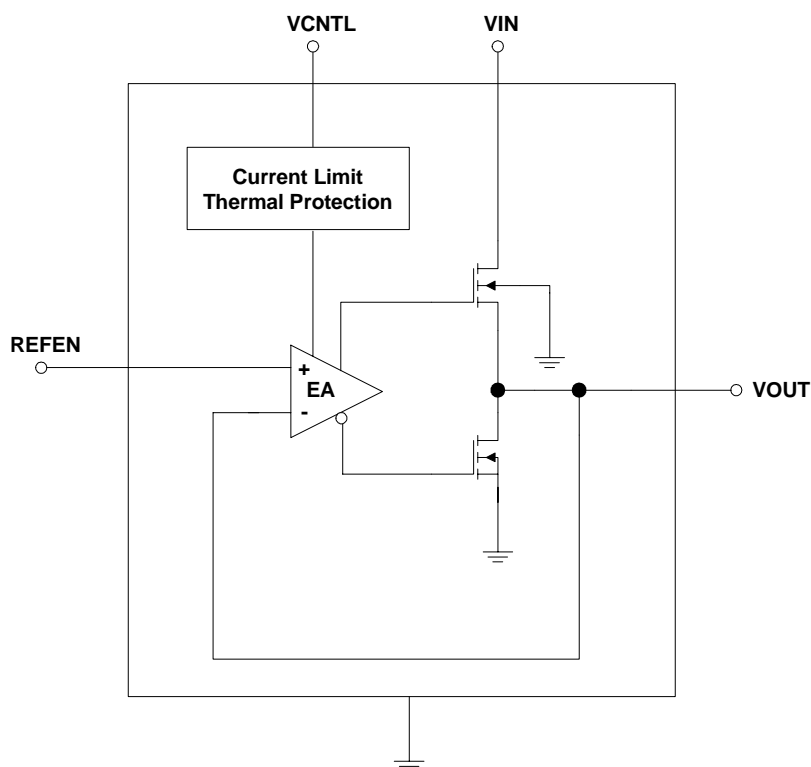 VCNTL
VIN
Current Limit
Thermal Protection
REFEN
+
EA
-
VOUT